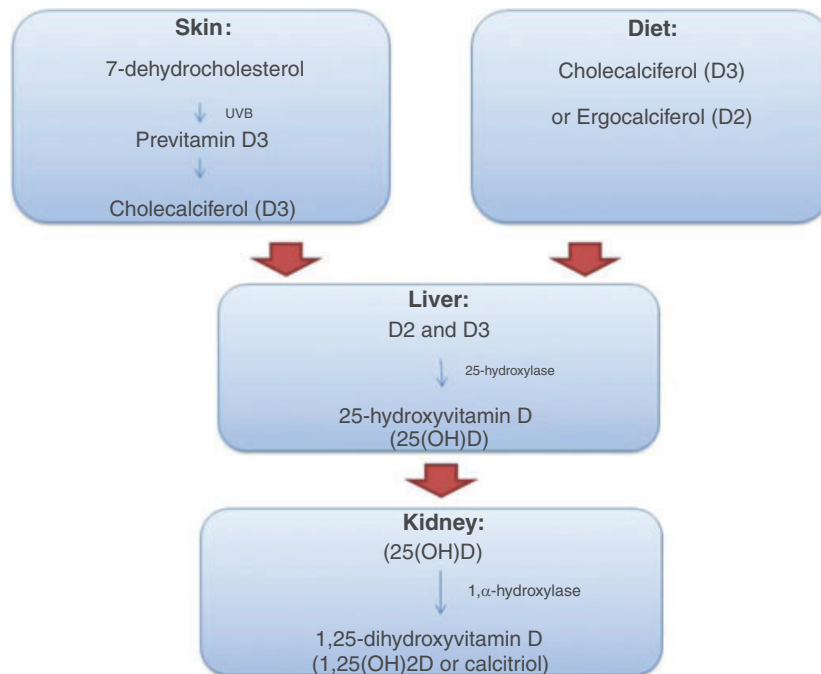 Skin:
7-dehydrocholesterol
UVB
Previtamin D3
Cholecalciferol (D3)
Diet:
Cholecalciferol (D3)
or Ergocalciferol (D2)
Liver:
D2 and D3
25-hydroxylase
25-hydroxyvitamin D
(25(OH)D)
Kidney:
(25(OH)D)
1,α-hydroxylase
1,25-dihydroxyvitamin D
(1,25(OH)2D or calcitriol)